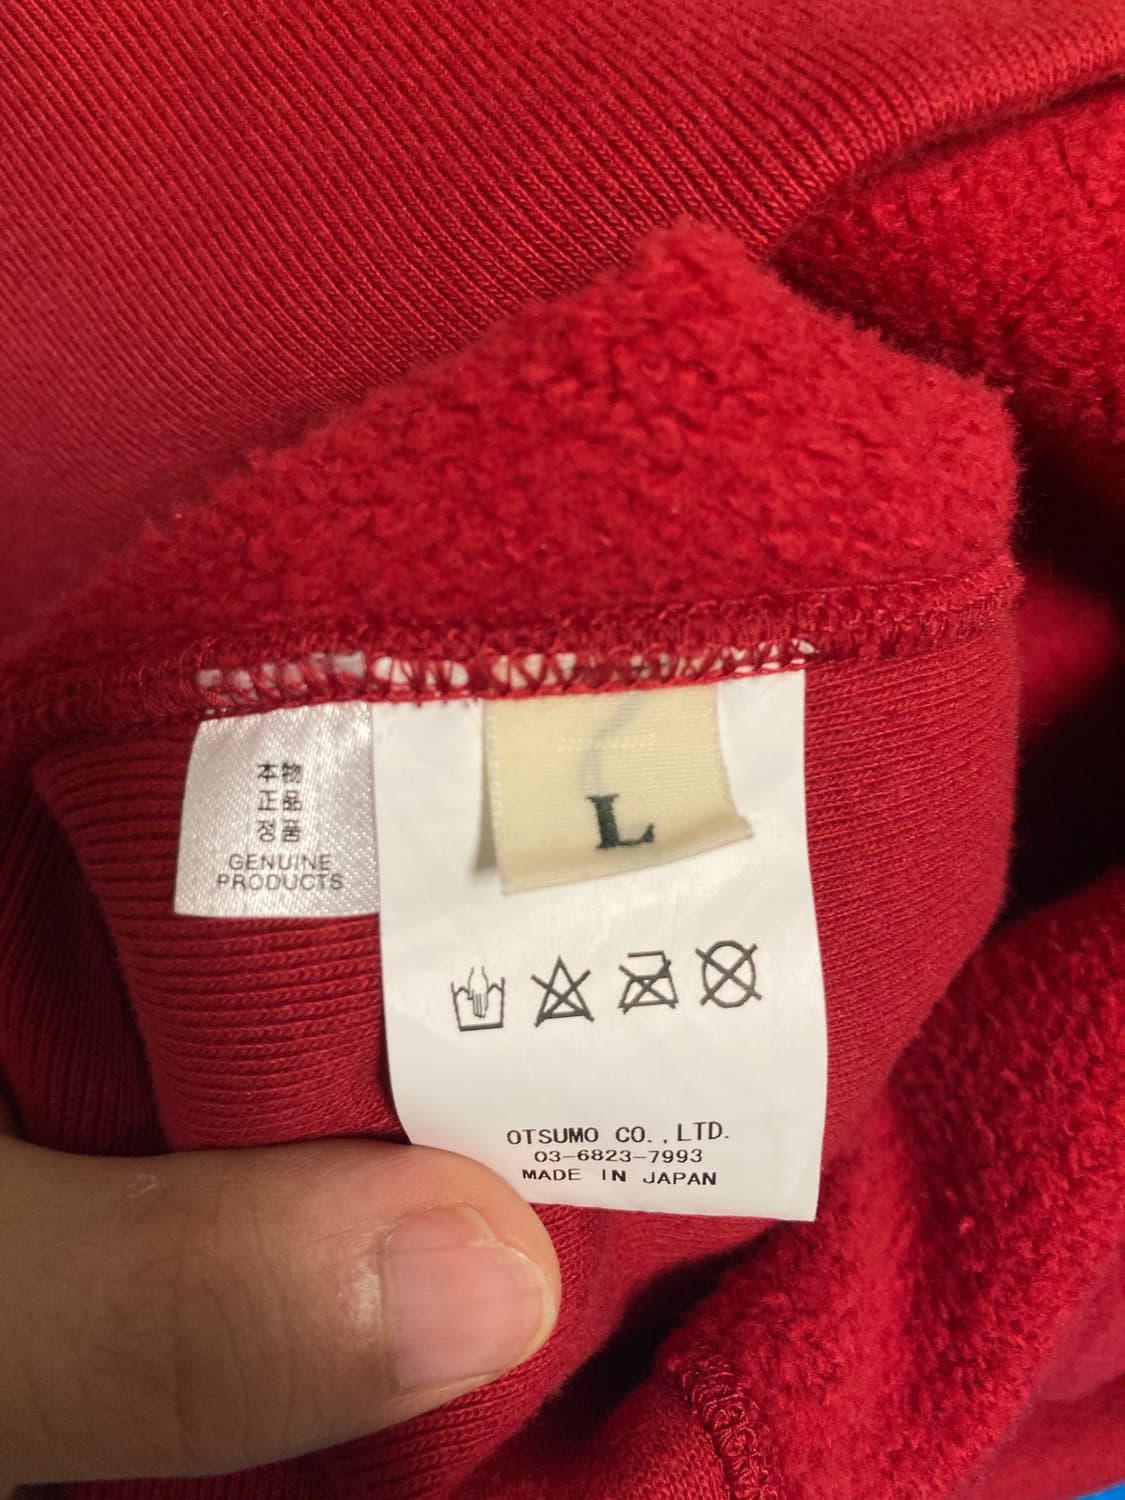 本物
正品
정품
GENUINE
PRODUCTS
L
OTSUMO CO.,LTD.
03-6823-7993
MADE IN JAPAN